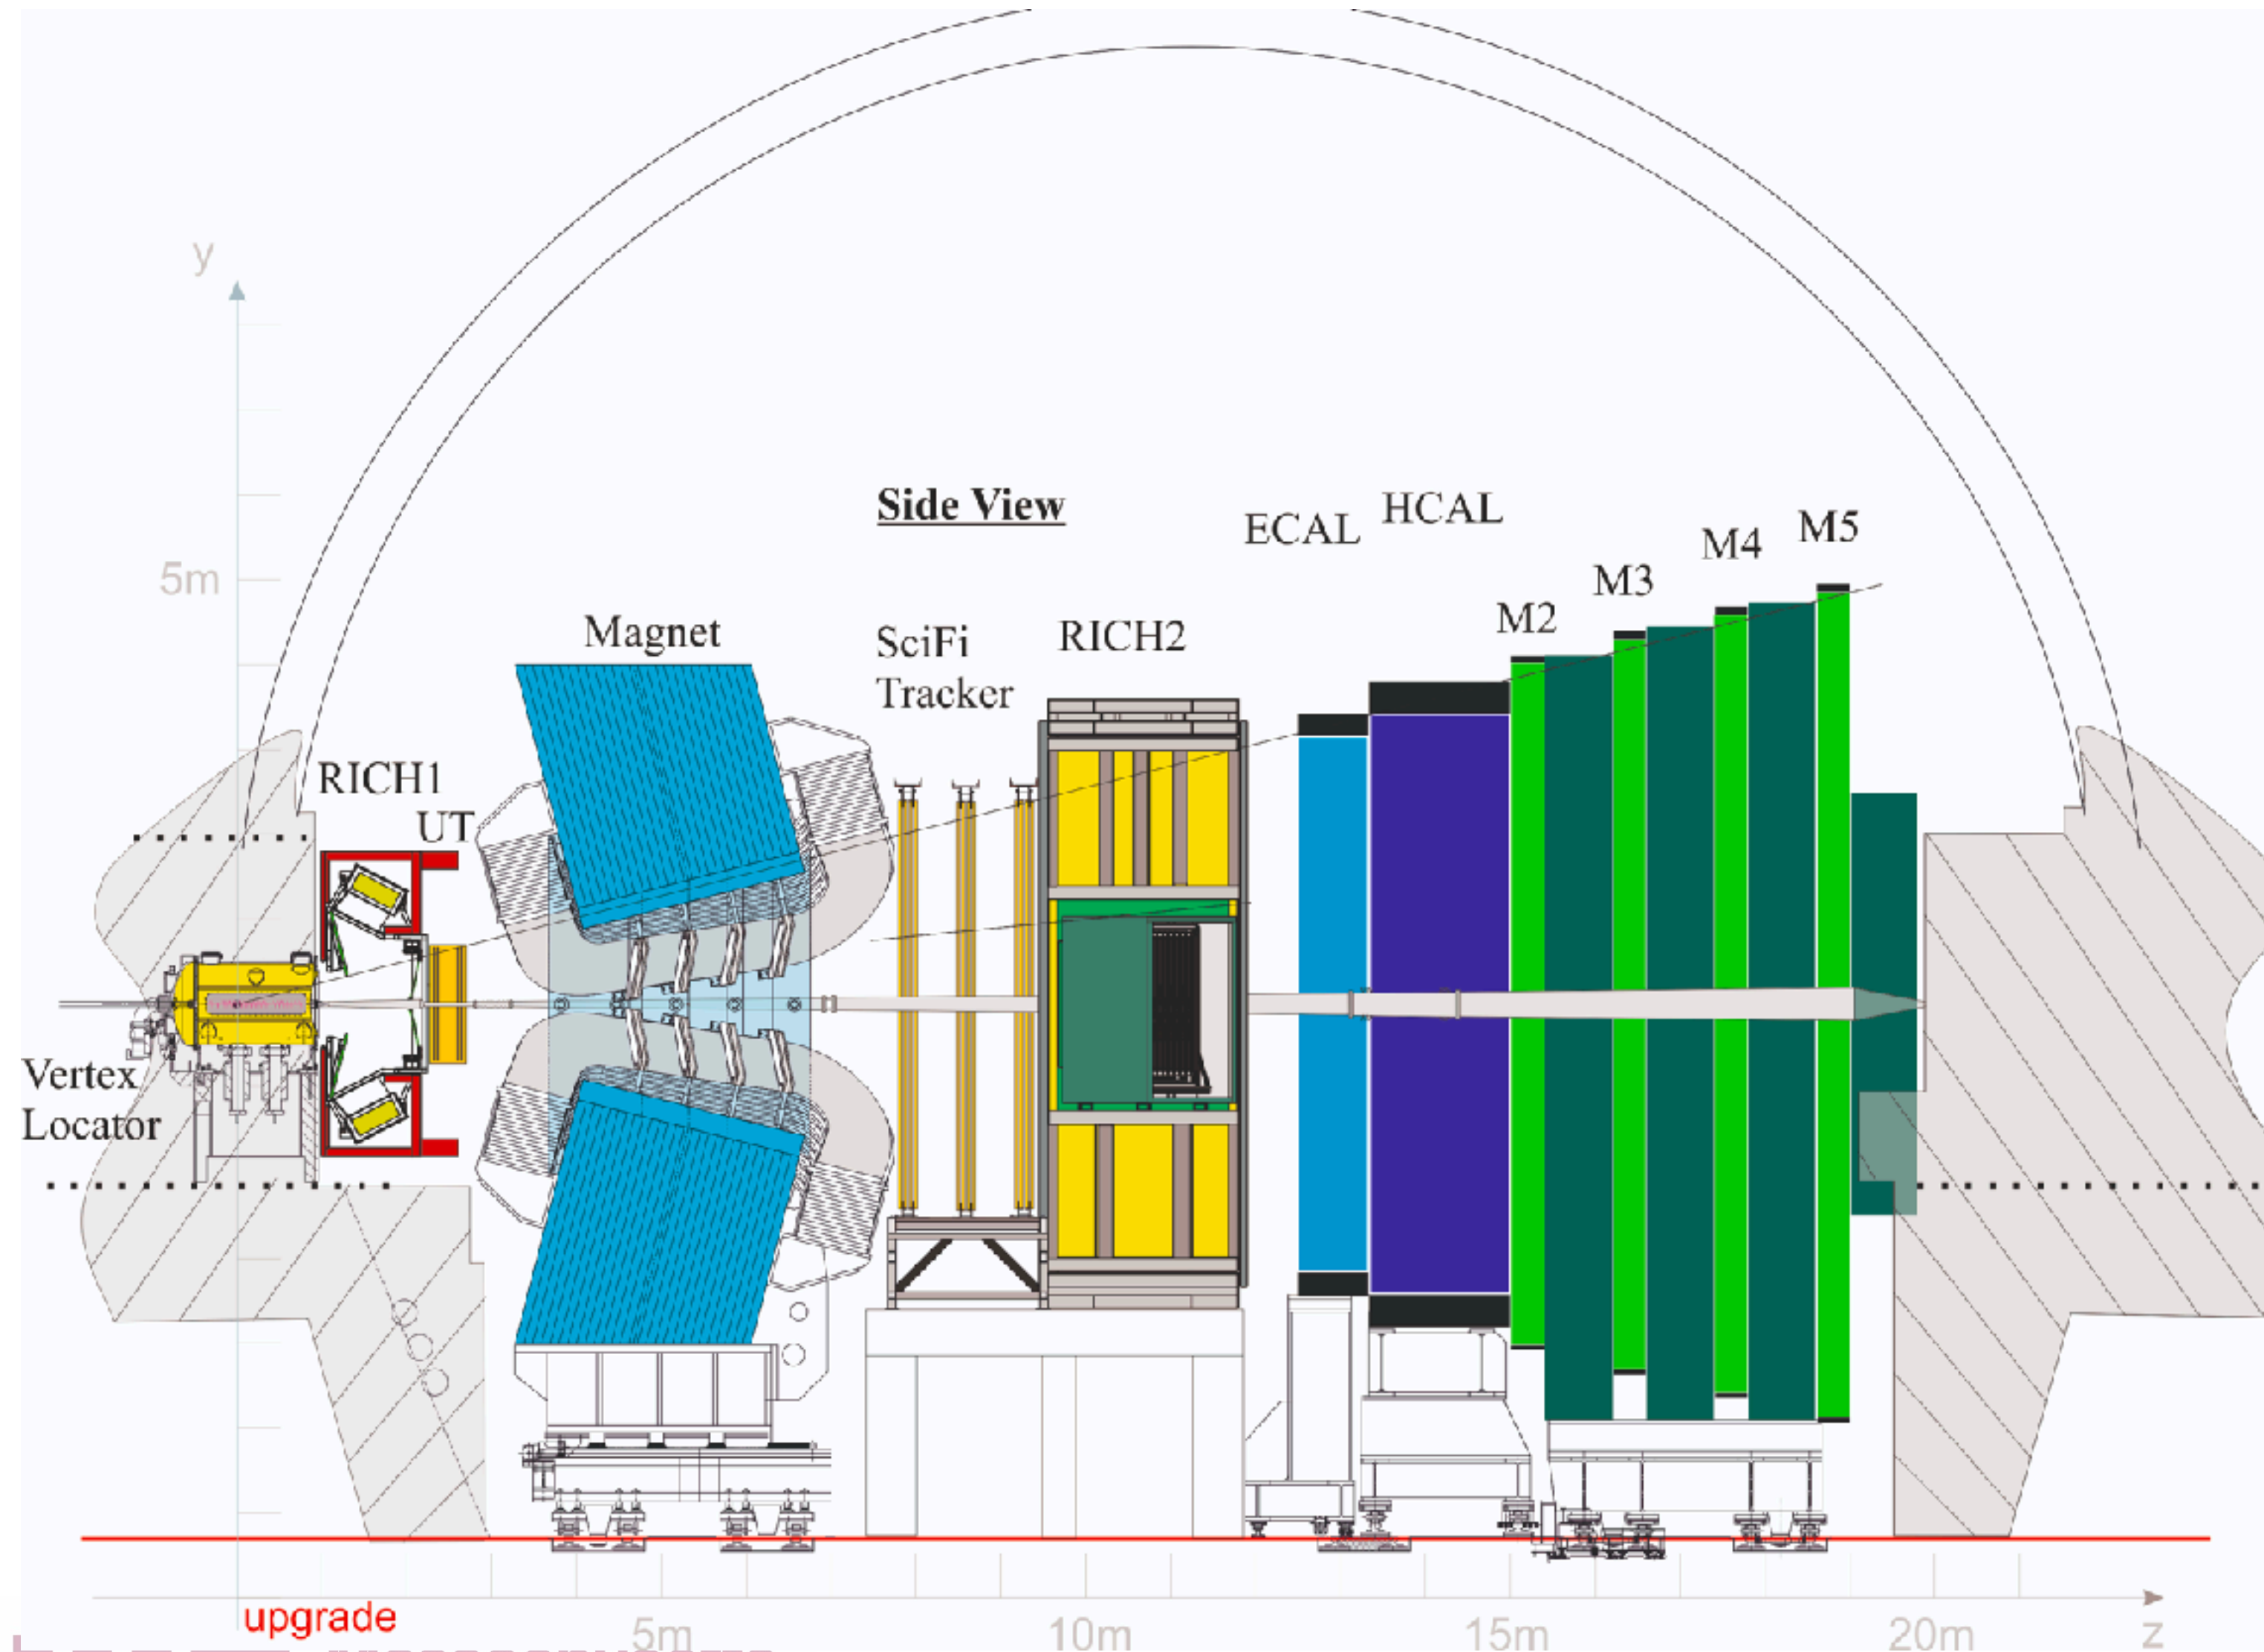 y
Side View
ECAL
HCAL
M5
M4
5m
M3
M2
Magnet
SciFi
Tracker
RICH2
RICH1
UT
Vertex
Locator
upgrade
5m
10m
15m
20m
z